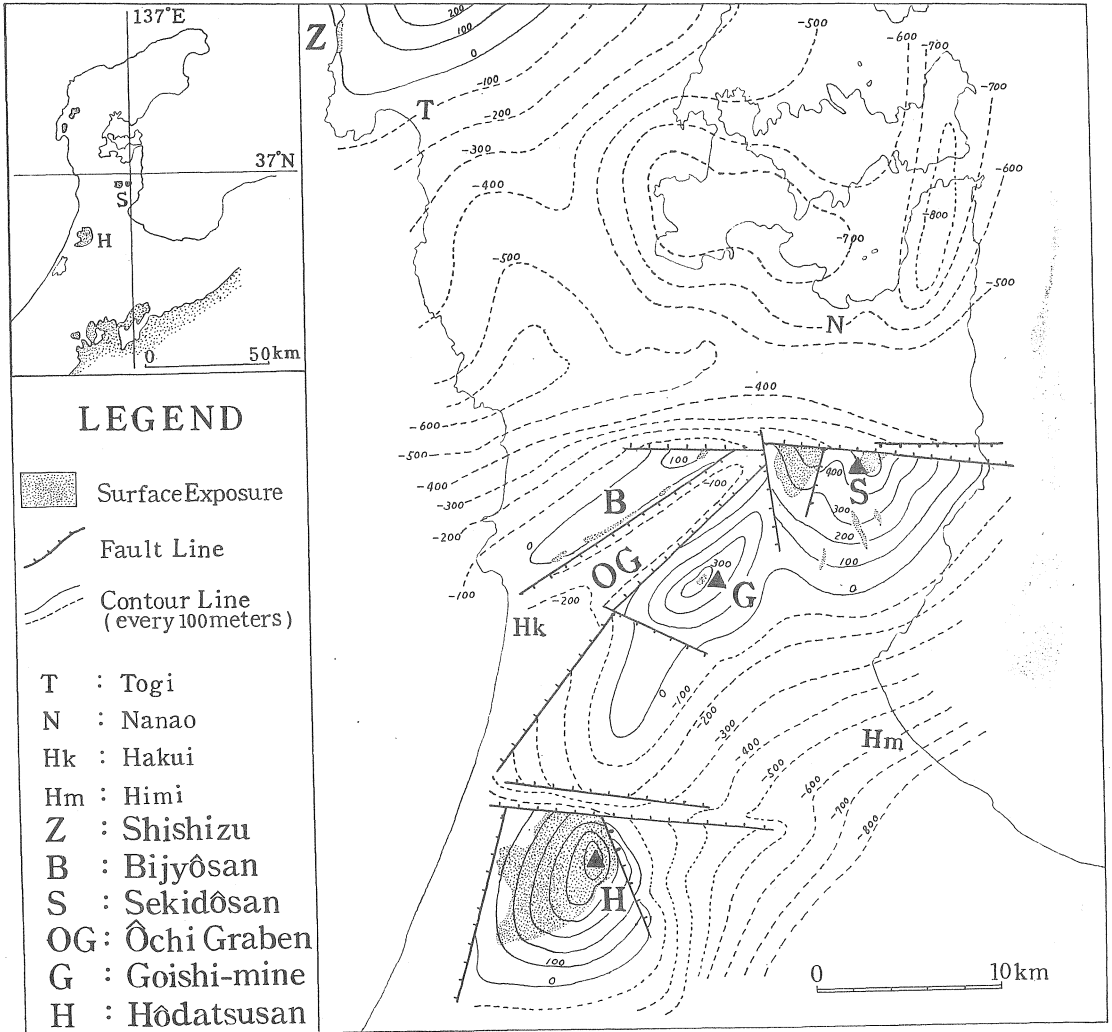 137°E
37°N
S
H
0 50km
LEGEND
Surface Exposure
Fault Line
Contour Line
(every 100meters)
T : Togi
N : Nanao
Hk : Hakui
Hm : Himi
Z : Shishizu
B : Bijyôsan
S : Sekidôsan
OG : Ôchi Graben
G : Goishi-mine
H : Hôdatsusan
200
100
0
Z
-100
T
-200
-300
-400
-500
-500
-600
-700
-700
-600
-800
-700
-500
N
-400
-600
-500
-400
-300
-200
-100
100
B
-100
0
OG
-200
Hk
400
S
300
200
100
0
300
G
0
-100
-200
-300
-400
-500
-600
-700
-800
Hm
H
100
0
0 10km